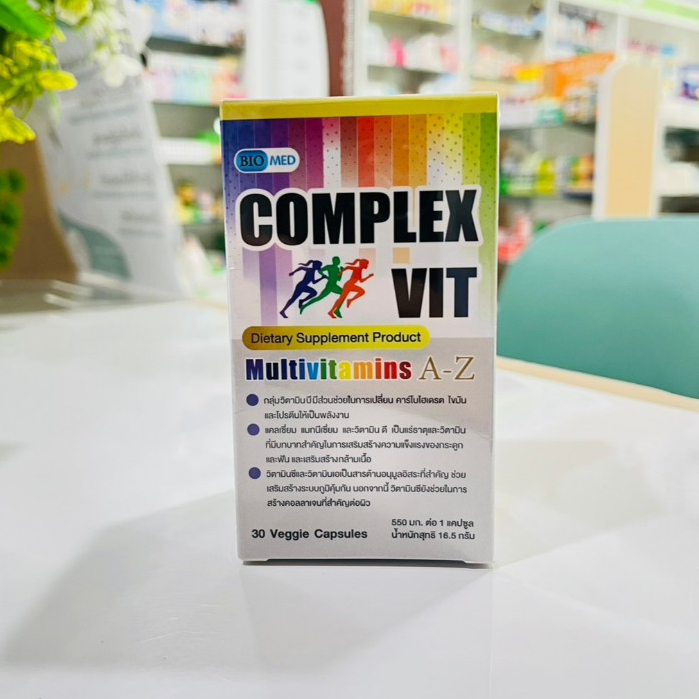 BIO MED
COMPLEX
VIT
Dietary Supplement Product
Multivitamins A-Z
กลุ่มวิตามินบีมีส่วนช่วยในการเปลี่ยน คาร์โบไฮเดรต ไขมัน
และโปรตีนให้เป็นพลังงาน
แคลเซี่ยม แมกนีเซี่ยม และวิตามิน ดี เป็นแร่ธาตุและวิตามิน
ที่มีบทบาทสำคัญในการเสริมสร้างความแข็งแรงของกระดูก
และฟัน และเสริมสร้างกล้ามเนื้อ
วิตามินซีและวิตามินเอเป็นสารต้านอนุมูลอิสระที่สำคัญ ช่วย
เสริมสร้างระบบภูมิคุ้มกัน นอกจากนี้ วิตามินซียังช่วยในการ
สร้างคอลลาเจนที่สำคัญต่อผิว
30 Veggie Capsules
550 มก. ต่อ 1 แคปซูล
น้ำหนักสุทธิ 16.5 กรัม